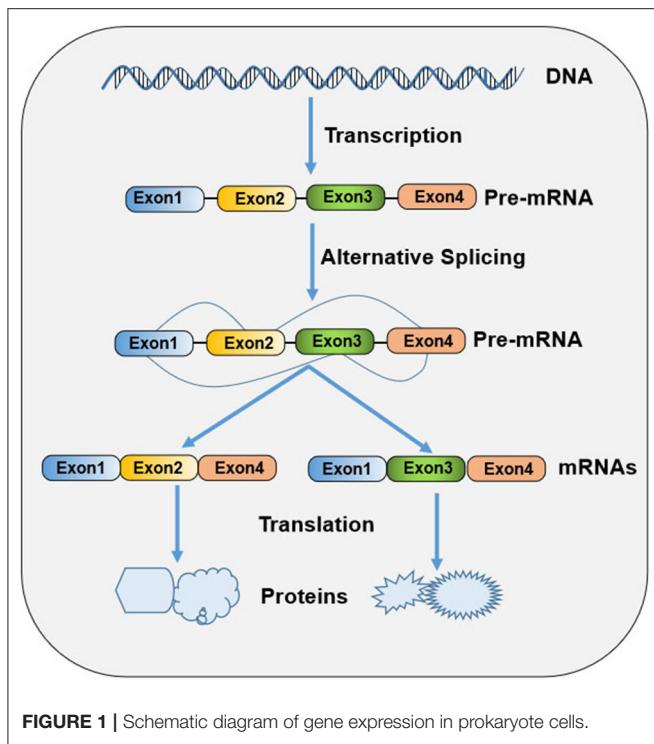 DNA
Transcription
Exon1 Exon2 Exon3 Exon4 Pre-mRNA
Alternative Splicing
Exon1 Exon2 Exon3 Exon4 Pre-mRNA
Exon1 Exon2 Exon4 Exon1 Exon3 Exon4 mRNAs
Translation
Proteins
FIGURE 1 | Schematic diagram of gene expression in prokaryote cells.